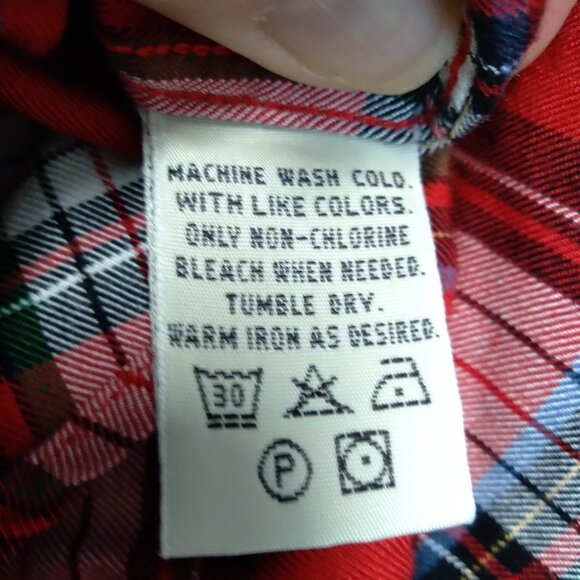 MACHINE WASH COLD.
WITH LIKE COLORS.
ONLY NON-CHLORINE
BLEACH WHEN NEEDED.
TUMBLE DRY.
WARM IRON AS DESIRED.
30
P